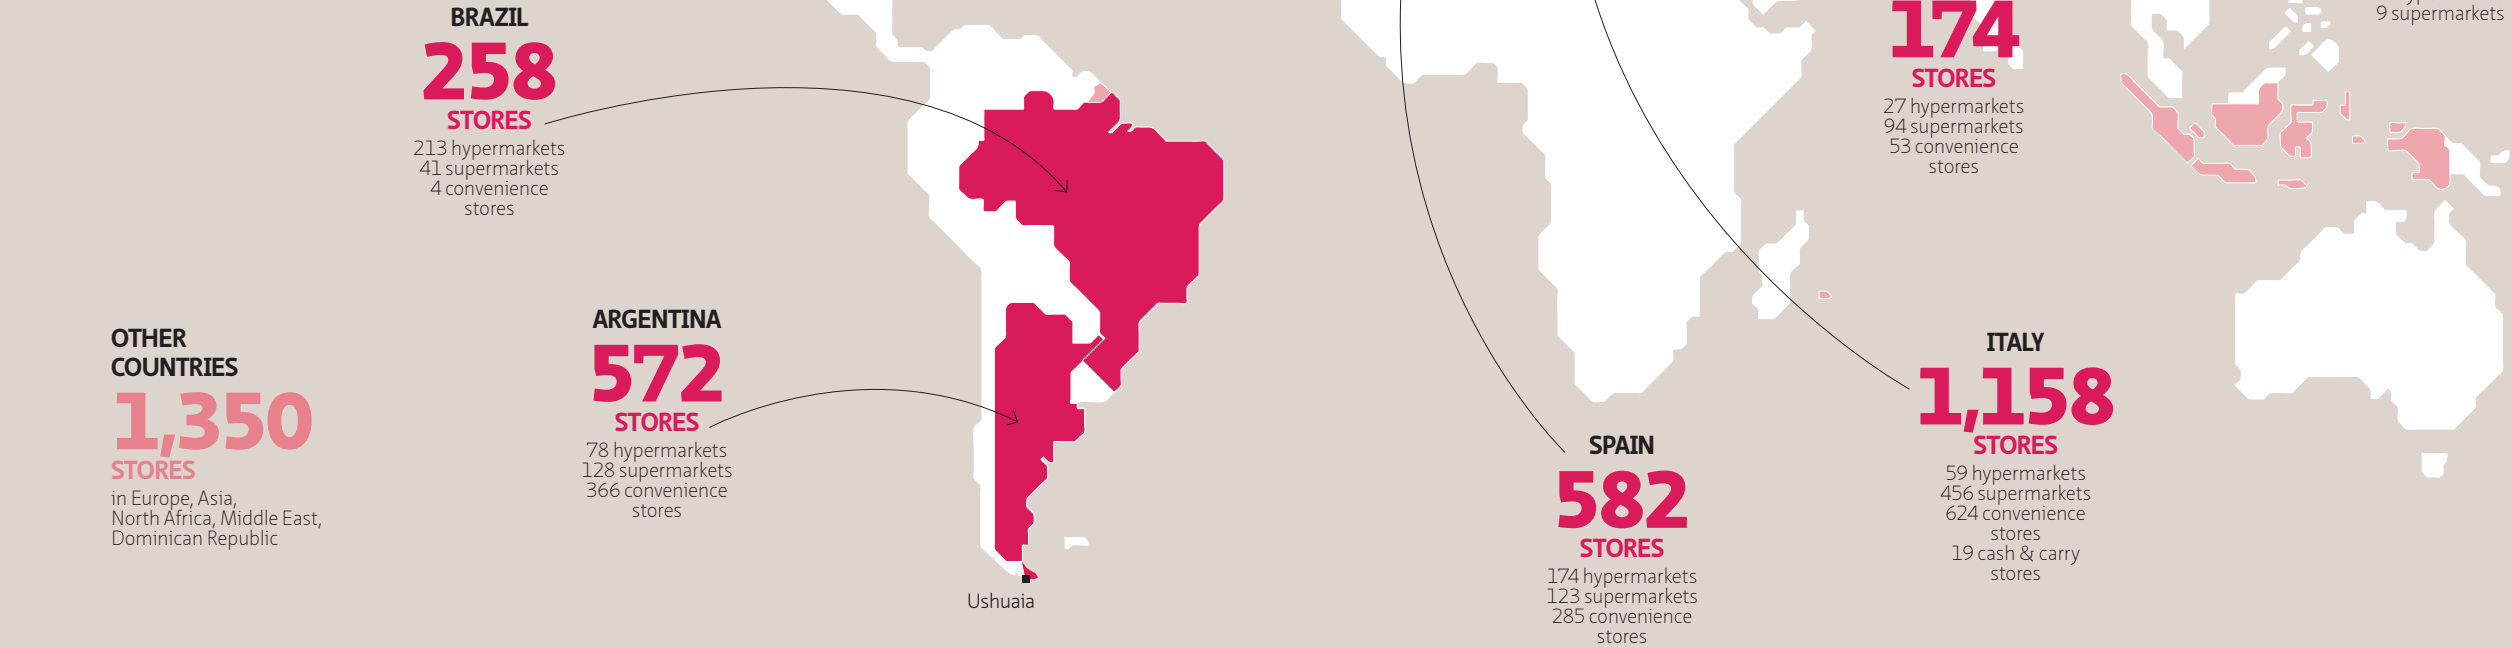 BRAZIL
258
STORES
213 hypermarkets
41 supermarkets
4 convenience
stores
174
STORES
27 hypermarkets
94 supermarkets
53 convenience
stores
9 supermarkets
OTHER
COUNTRIES
1,350
STORES
in Europe, Asia,
North Africa, Middle East,
Dominican Republic
ARGENTINA
572
STORES
78 hypermarkets
128 supermarkets
366 convenience
stores
Ushuaia
SPAIN
582
STORES
174 hypermarkets
123 supermarkets
285 convenience
stores
ITALY
1,158
STORES
59 hypermarkets
456 supermarkets
624 convenience
stores
19 cash & carry
stores